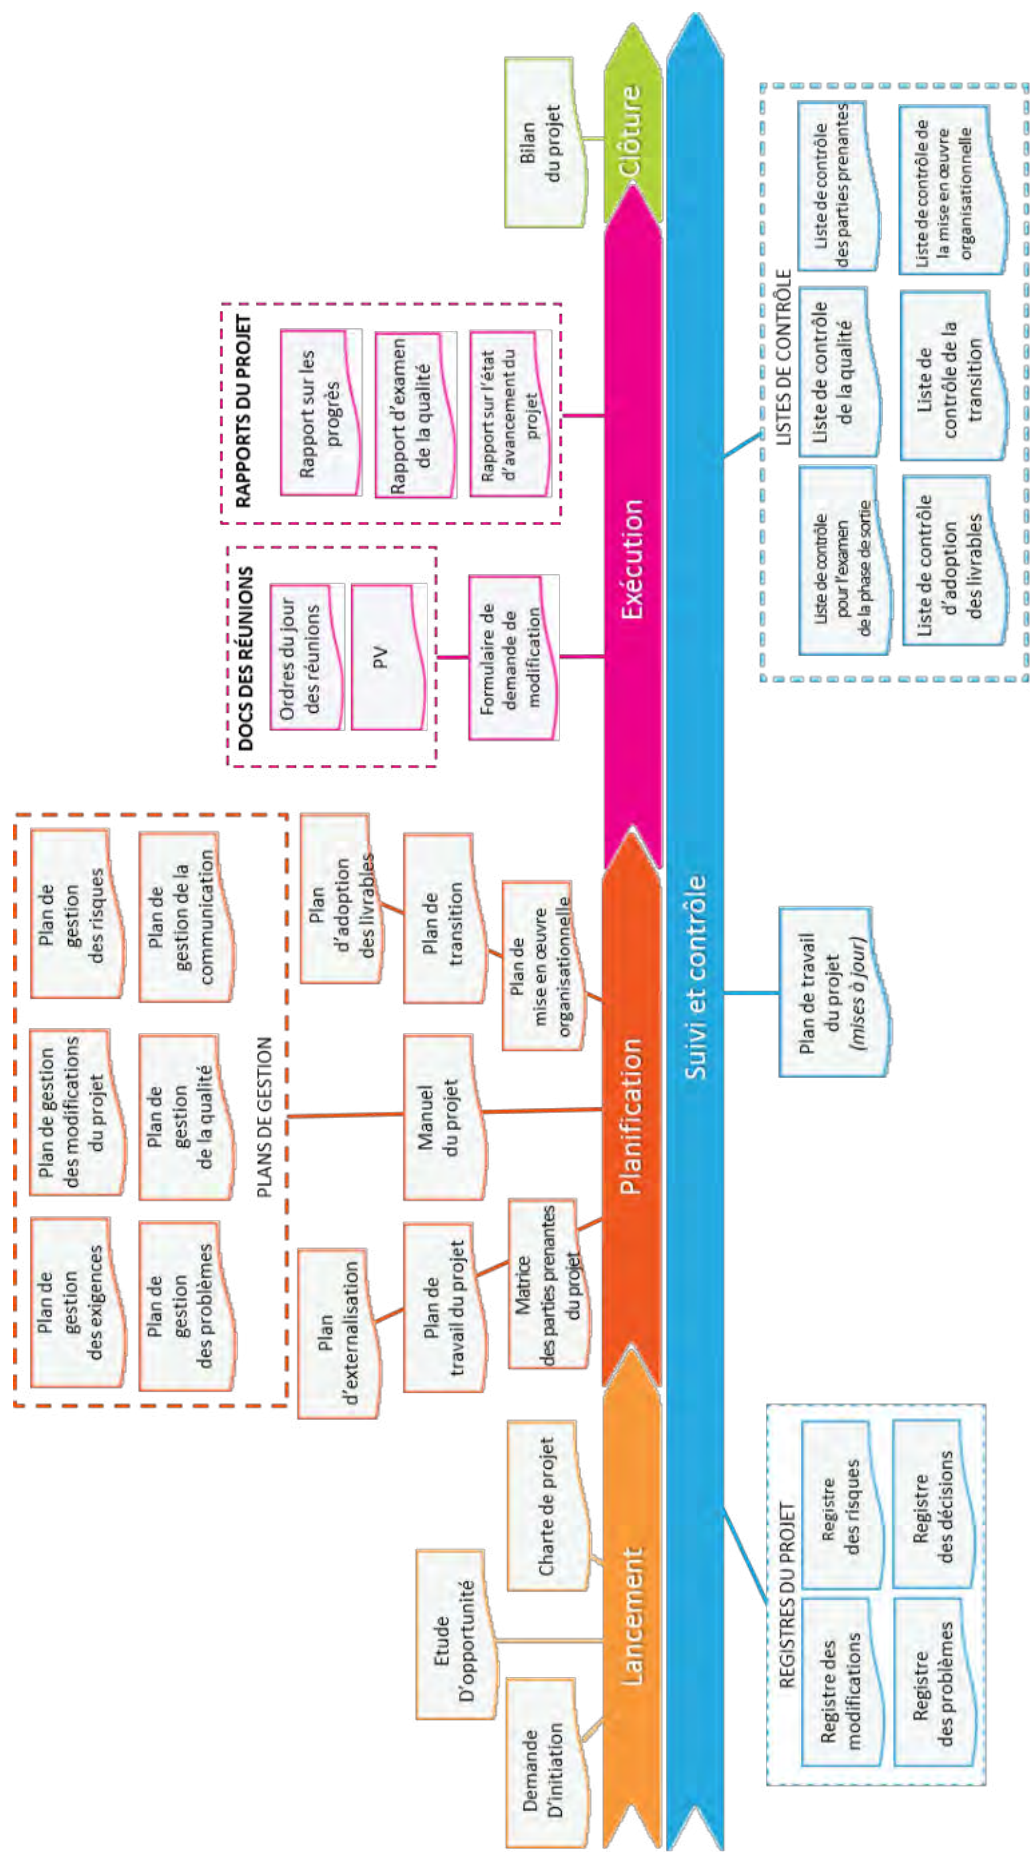 Plan de
gestion
des exigences
Plan de gestion
des modifications
du projet
Plan de
gestion
des risques
Plan de
gestion
des problèmes
Plan de
gestion
de la qualité
Plan de
gestion de la
communication
PLANS DE GESTION
Plan
d'externalisation
Plan de
travail du projet
Matrice
des parties prenantes
du projet
Manuel
du projet
Plan
d'adoption
des livrables
Plan de
transition
Plan de
mise en œuvre
organisationnelle
DOCS DES RÉUNIONS
Ordres du jour
des réunions
PV
Formulaire de
demande de
modification
RAPPORTS DU PROJET
Rapport sur les
progrès
Rapport d'examen
de la qualité
Rapport sur l'état
d'avancement du
projet
Etude
D'opportunité
Demande
D'initiation
Charte de projet
Bilan
du projet
Lancement
Planification
Exécution
Clôture
Suivi et contrôle
REGISTRES DU PROJET
Registre des
modifications
Registre
des risques
Registre
des problèmes
Registre
des décisions
Plan de travail
du projet
(mises à jour)
LISTES DE CONTRÔLE
Liste de contrôle
pour l'examen
de la phase de sortie
Liste de contrôle
de la qualité
Liste de contrôle
des parties prenantes
Liste de contrôle
d'adoption
des livrables
Liste de
contrôle de la
transition
Liste de contrôle de
la mise en œuvre
organisationnelle